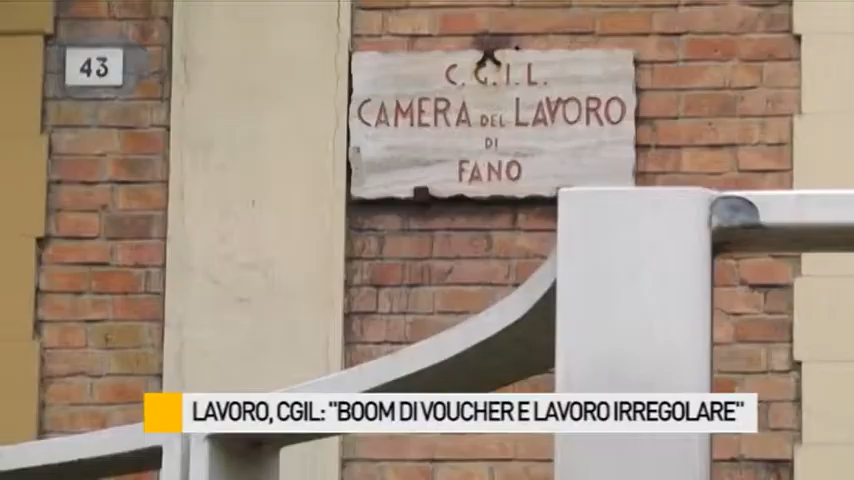 43
C.G.I.L.
CAMERA DEL LAVORO
DI
FANO
LAVORO, CGIL: "BOOM DI VOUCHER E LAVORO IRREGOLARE"